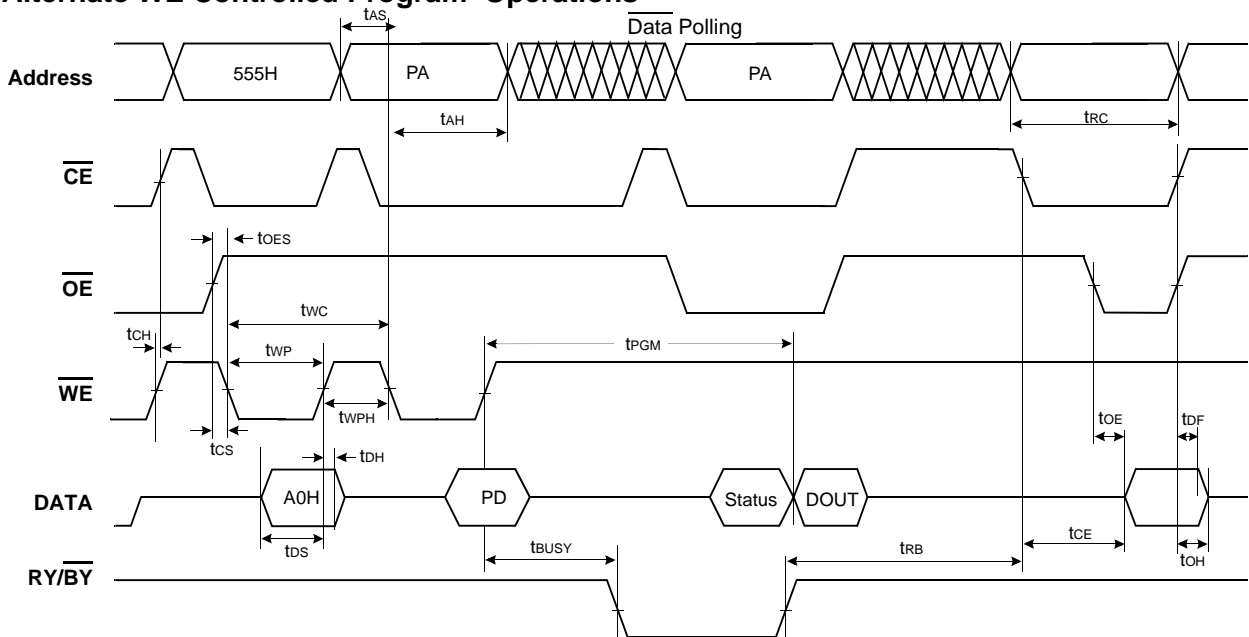 Alternate WE Controlled Program Operations
tAS
Data Polling
Address
555H
PA
PA
tAH
tRC
CE
tOES
OE
tWC
tCH
tWP
tPGM
WE
tWPH
tOE
tDF
tCS
tDH
DATA
A0H
PD
Status
DOUT
tDS
tBUSY
tRB
tCE
tOH
RY/BY